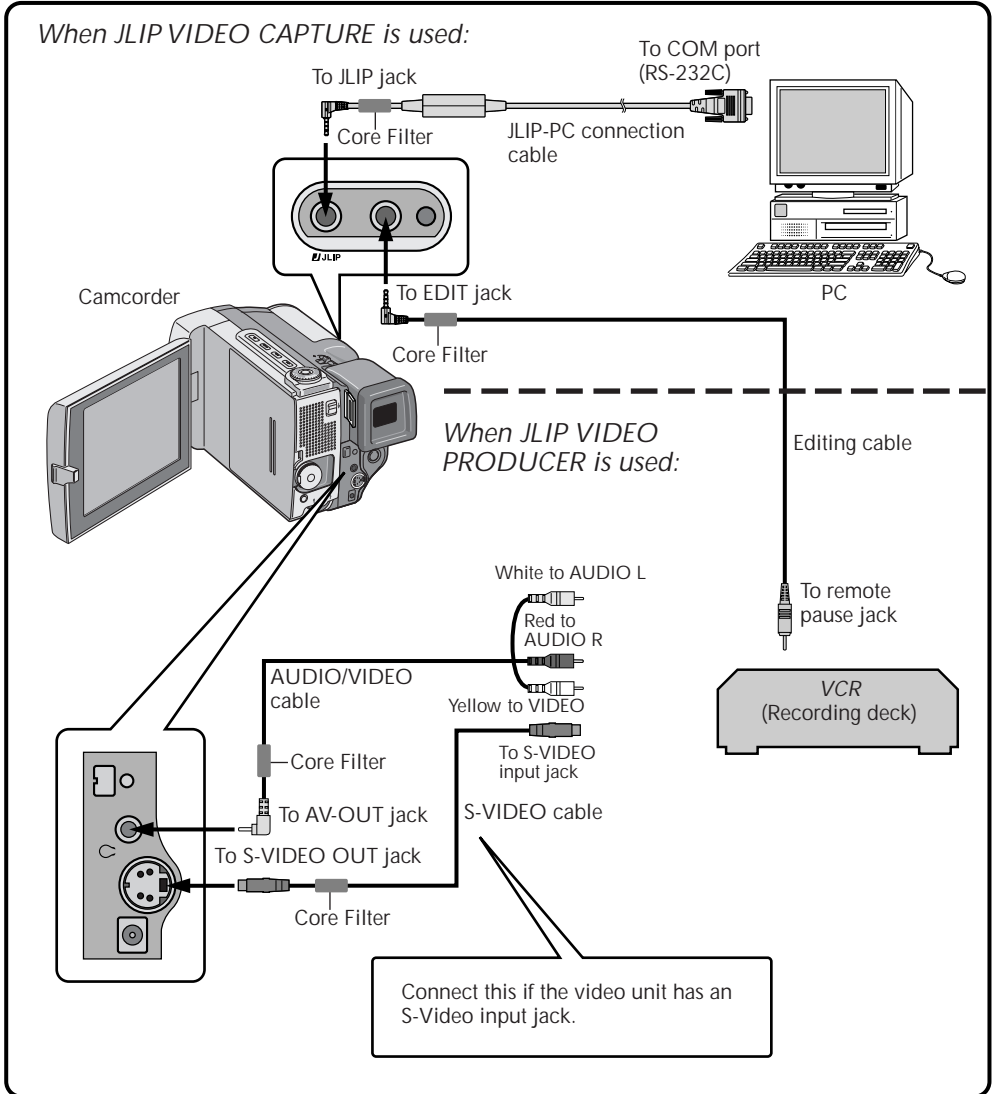 When JLIP VIDEO CAPTURE is used:
To COM port
(RS-232C)
To JLIP jack
Core Filter
JLIP-PC connection
cable
JLIP
PC
Camcorder
To EDIT jack
Core Filter
When JLIP VIDEO
PRODUCER is used:
Editing cable
White to AUDIO L
Red to
AUDIO R
AUDIO/VIDEO
cable
Yellow to VIDEO
To remote
pause jack
VCR
(Recording deck)
Core Filter
To S-VIDEO
input jack
To AV-OUT jack
S-VIDEO cable
To S-VIDEO OUT jack
Core Filter
Connect this if the video unit has an
S-Video input jack.